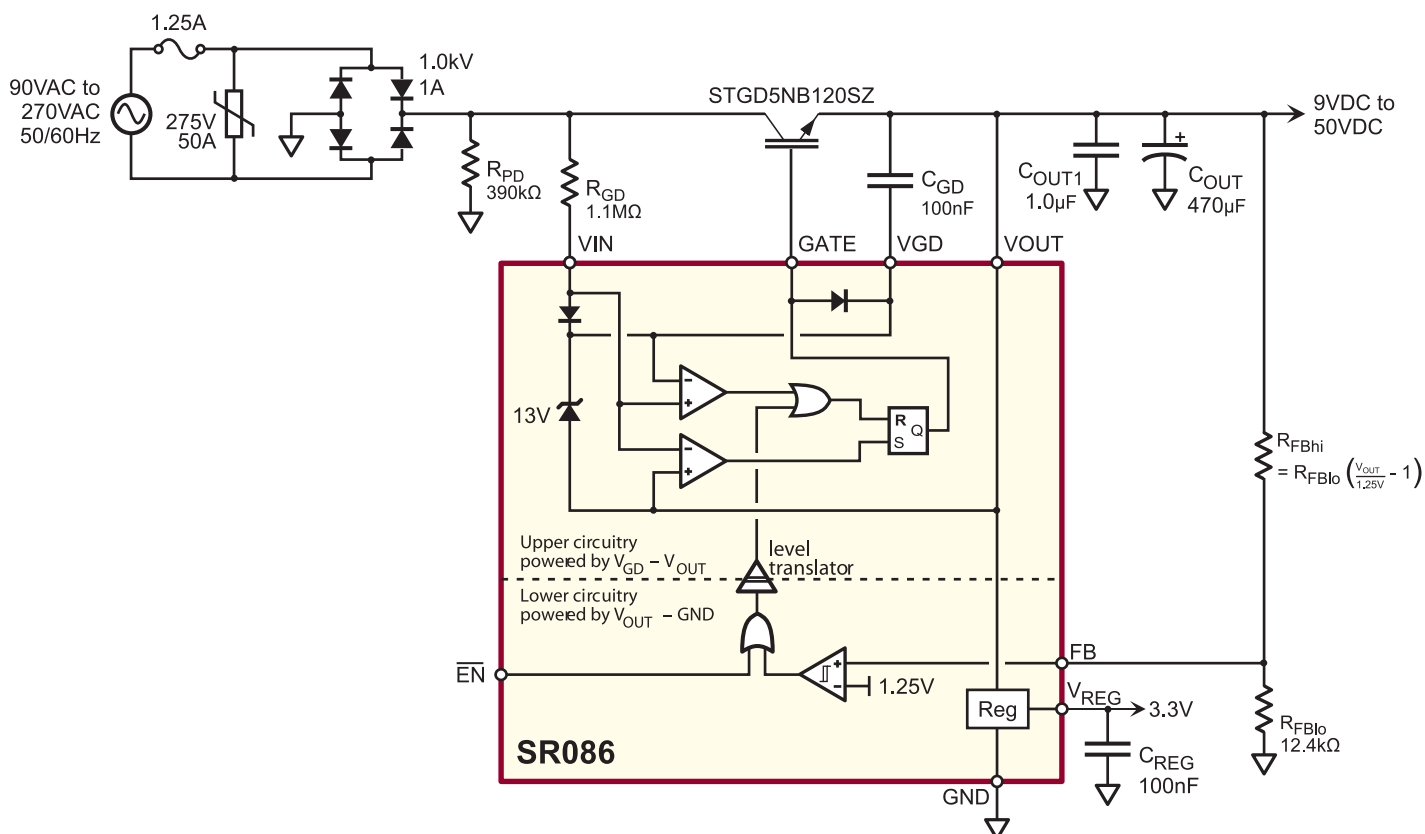 1.25A
90VAC to
270VAC
50/60Hz
275V
50A
1.0kV
1A
STGD5NB120SZ
9VDC to
50VDC
RPD
390kΩ
RGD
1.1MΩ
CGD
100nF
COUT1
1.0µF
+
COUT
470µF
VIN
GATE
VGD
VOUT
13V
-
+
-
+
R
S
Q
RFBhi
= RFBlo (VOUT/1.25V - 1)
Upper circuitry
powered by VGD – VOUT
level
translator
Lower circuitry
powered by VOUT – GND
EN
+
-
1.25V
FB
VREG
3.3V
Reg
RFBlo
12.4kΩ
CREG
100nF
SR086
GND